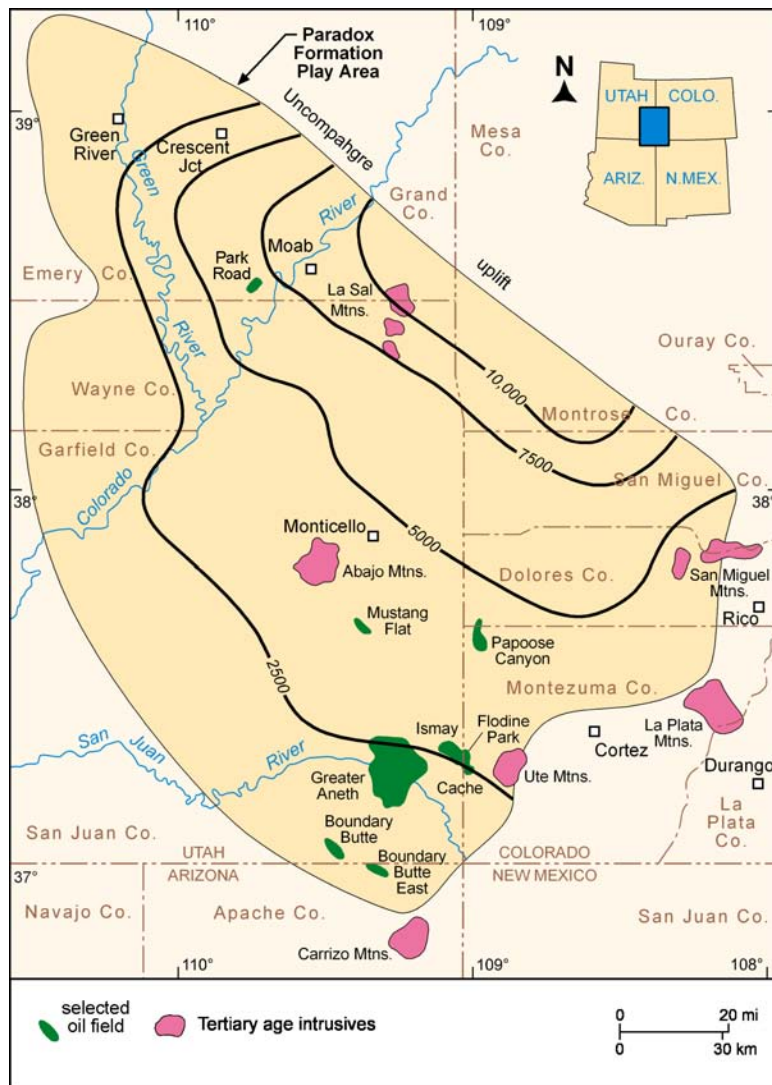 110°
109°
Paradox
Formation
Play Area
N
UTAH
COLO.
ARIZ.
N.MEX.
39°
Green
River
Crescent
Jct
Uncompahgre
Mesa
Co.
Green
River
Grand
Co.
River
Park
Road
Moab
uplift
Emery Co.
La Sal
Mtns.
River
Ouray Co.
10,000
Wayne Co.
Montrose Co.
Garfield Co.
7500
San Miguel Co.
38°
38°
Colorado
Monticello
5000
Abajo Mtns.
Dolores Co.
San Miguel
Mtns.
Rico
Mustang
Flat
Papoose
Canyon
2500
Montezuma Co.
La Plata
Mtns.
Ismay
Flodine
Park
San Juan River
Cortez
Durango
Greater
Aneth
Cache
Ute Mtns.
Boundary
Butte
La
Plata
Co.
San Juan Co.
UTAH
COLORADO
37°
ARIZONA
NEW MEXICO
Boundary
Butte
East
Navajo Co.
Apache Co.
San Juan Co.
Carrizo Mtns.
110°
109°
108°
selected
oil field
Tertiary age intrusives
0 20 mi
0 30 km